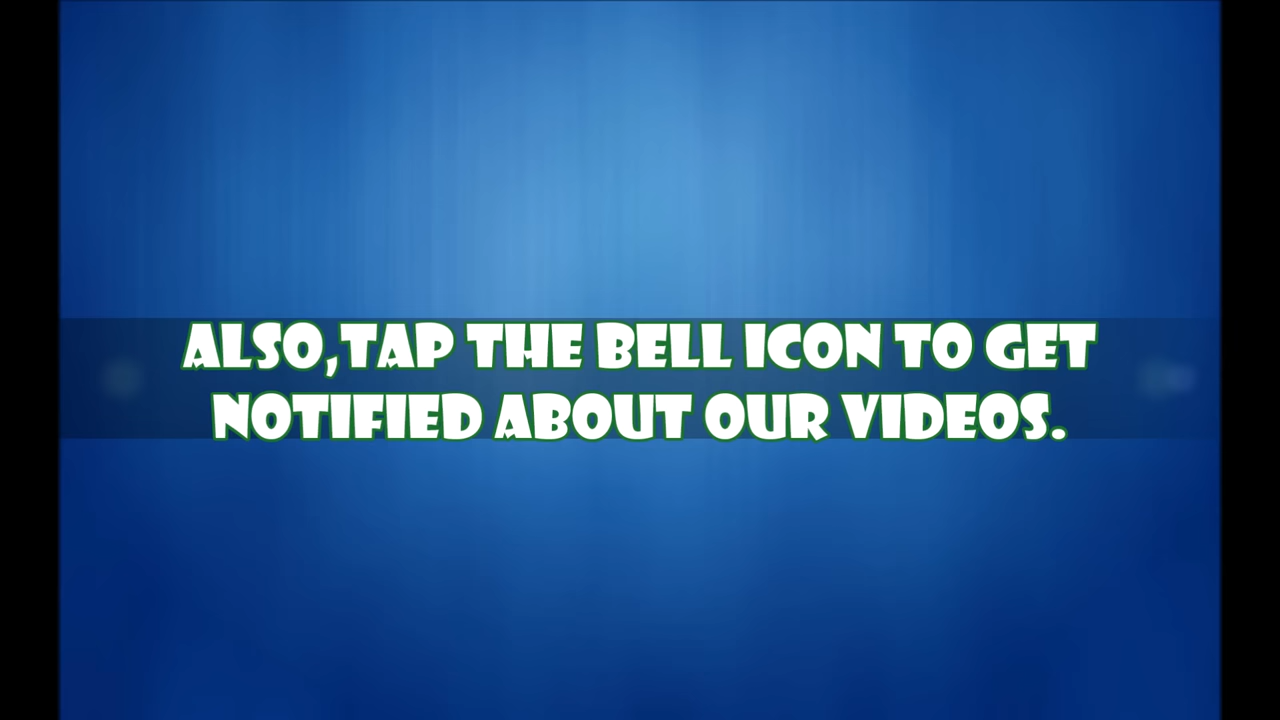 ALSO,TAP THE BELL ICON TO GET
NOTIFIED ABOUT OUR VIDEOS.